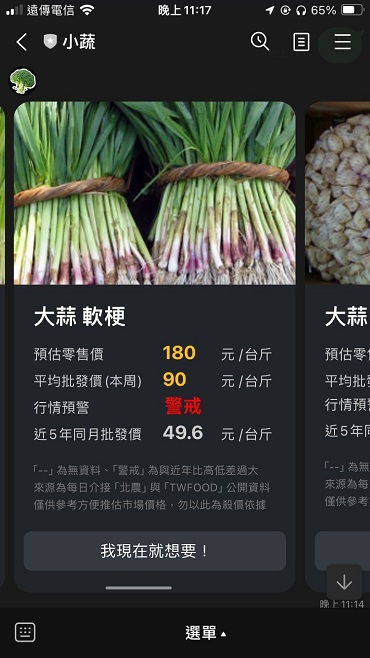 遠傳電信 晚上11:17 65%
小蔬
大蒜 軟梗
預估零售價 180 元/台斤
平均批發價(本周) 90 元/台斤
行情預警 警戒
近5年同月批發價 49.6 元/台斤
「--」為無資料、「警戒」為與近年比高低差過大
來源為每日介接「北農」與「TWFOOD」公開資料
僅供參考方便推估市場價格，勿以此為殺價依據
我現在就想要！
大蒜
預估零售
平均批
行情預警
近5年同
「--」為無
來源為每
僅供參考
晚上11:14
選單▲